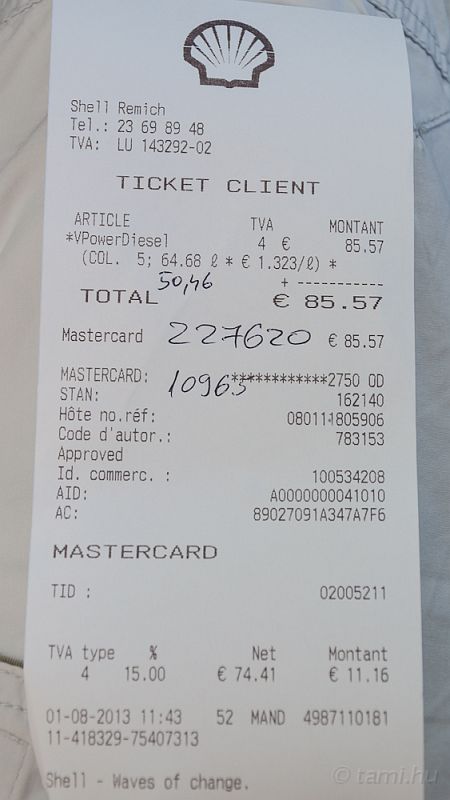 Shell Remich
Tel.: 23 69 89 48
TVA: LU 143292-02
TICKET CLIENT
ARTICLE TVA MONTANT
*VPowerDiesel 4 € 85.57
(COL. 5; 64.68 ℓ * € 1.323/ℓ) *
50,46 + -----------
TOTAL € 85.57
Mastercard 227620 € 85.57
MASTERCARD: ************2750 0D
10965
STAN: 162140
Hôte no.réf: 080111805906
Code d'autor.: 783153
Approved
Id. commerc. : 100534208
AID: A0000000041010
AC: 89027091A347A7F6
MASTERCARD
TID : 02005211
TVA type % Net Montant
4 15.00 € 74.41 € 11.16
01-08-2013 11:43 52 MAND 4987110181
11-418329-75407313
Shell - Waves of change.
© tami.hu